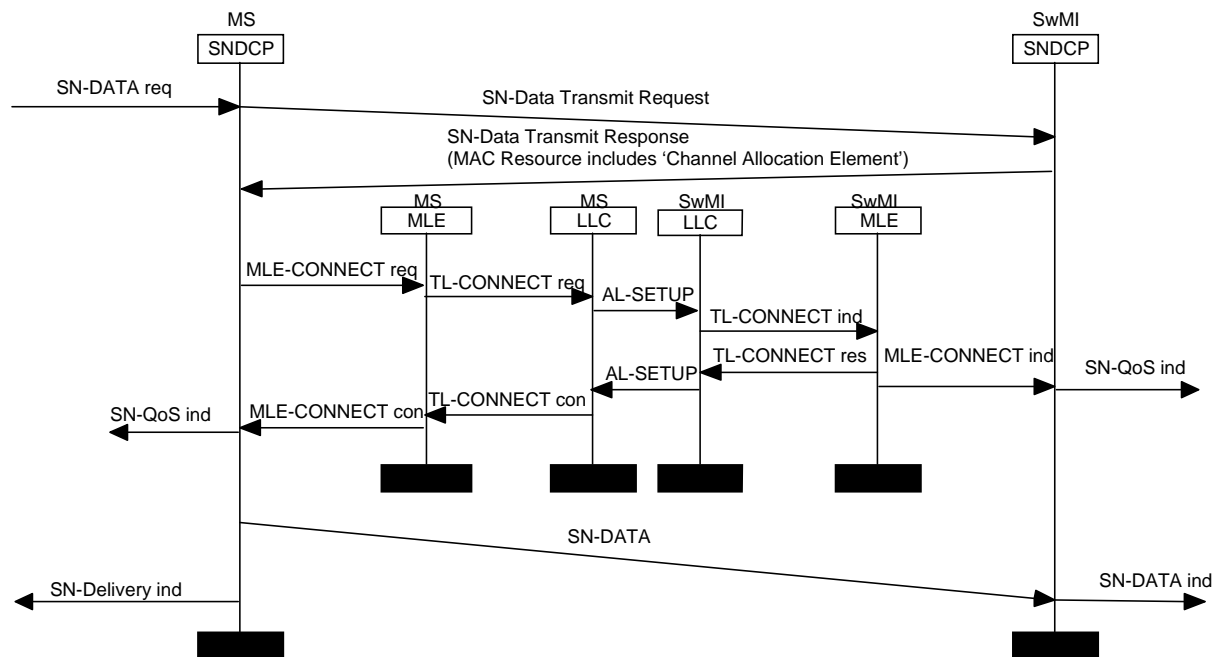 MS
SwMI
SNDCP
SNDCP
SN-DATA req
SN-Data Transmit Request
SN-Data Transmit Response
(MAC Resource includes ‘Channel Allocation Element’)
MS
MS
SwMI
SwMI
MLE
LLC
LLC
MLE
MLE-CONNECT req
TL-CONNECT req
AL-SETUP
TL-CONNECT ind
TL-CONNECT res
MLE-CONNECT ind
SN-QoS ind
AL-SETUP
TL-CONNECT con
MLE-CONNECT con
SN-QoS ind
SN-DATA
SN-Delivery ind
SN-DATA ind